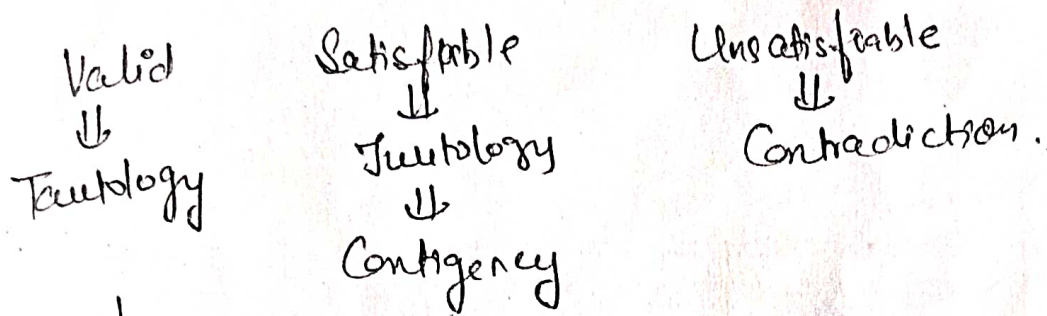 Valid Satisfiable Unsatisfiable
⇓ ⇓ ⇓
Tautology Tautology Contradiction.
⇓
Contigency